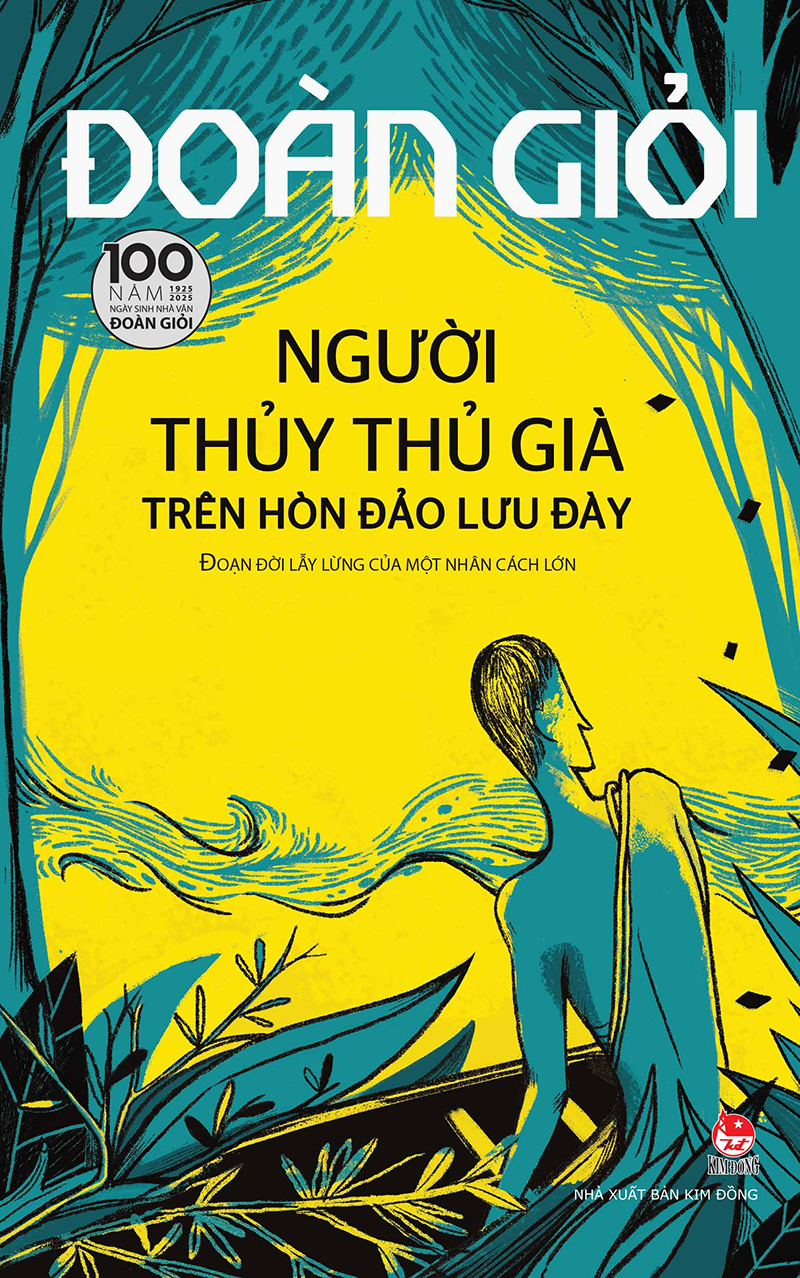 ĐOÀN GIỎI
100
NĂM 1925 2025
NGÀY SINH NHÀ VĂN
ĐOÀN GIỎI
NGƯỜI
THỦY THỦ GIÀ
TRÊN HÒN ĐẢO LƯU ĐÀY
ĐOẠN ĐỜI LẪY LỪNG CỦA MỘT NHÂN CÁCH LỚN
KIM ĐỒNG
NHÀ XUẤT BẢN KIM ĐỒNG